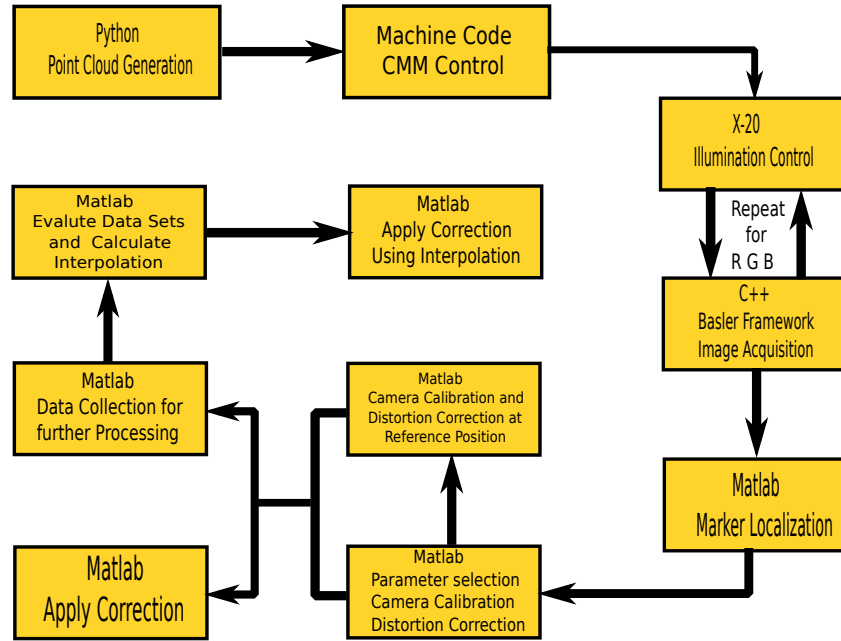 Python
Point Cloud Generation
Machine Code
CMM Control
X-20
Illumination Control
Repeat
for
R G B
C++
Basler Framework
Image Acquisition
Matlab
Marker Localization
Matlab
Parameter selection
Camera Calibration
Distortion Correction
Matlab
Camera Calibration and
Distortion Correction at
Reference Position
Matlab
Data Collection for
further Processing
Matlab
Apply Correction
Matlab
Evalute Data Sets
and Calculate
Interpolation
Matlab
Apply Correction
Using Interpolation